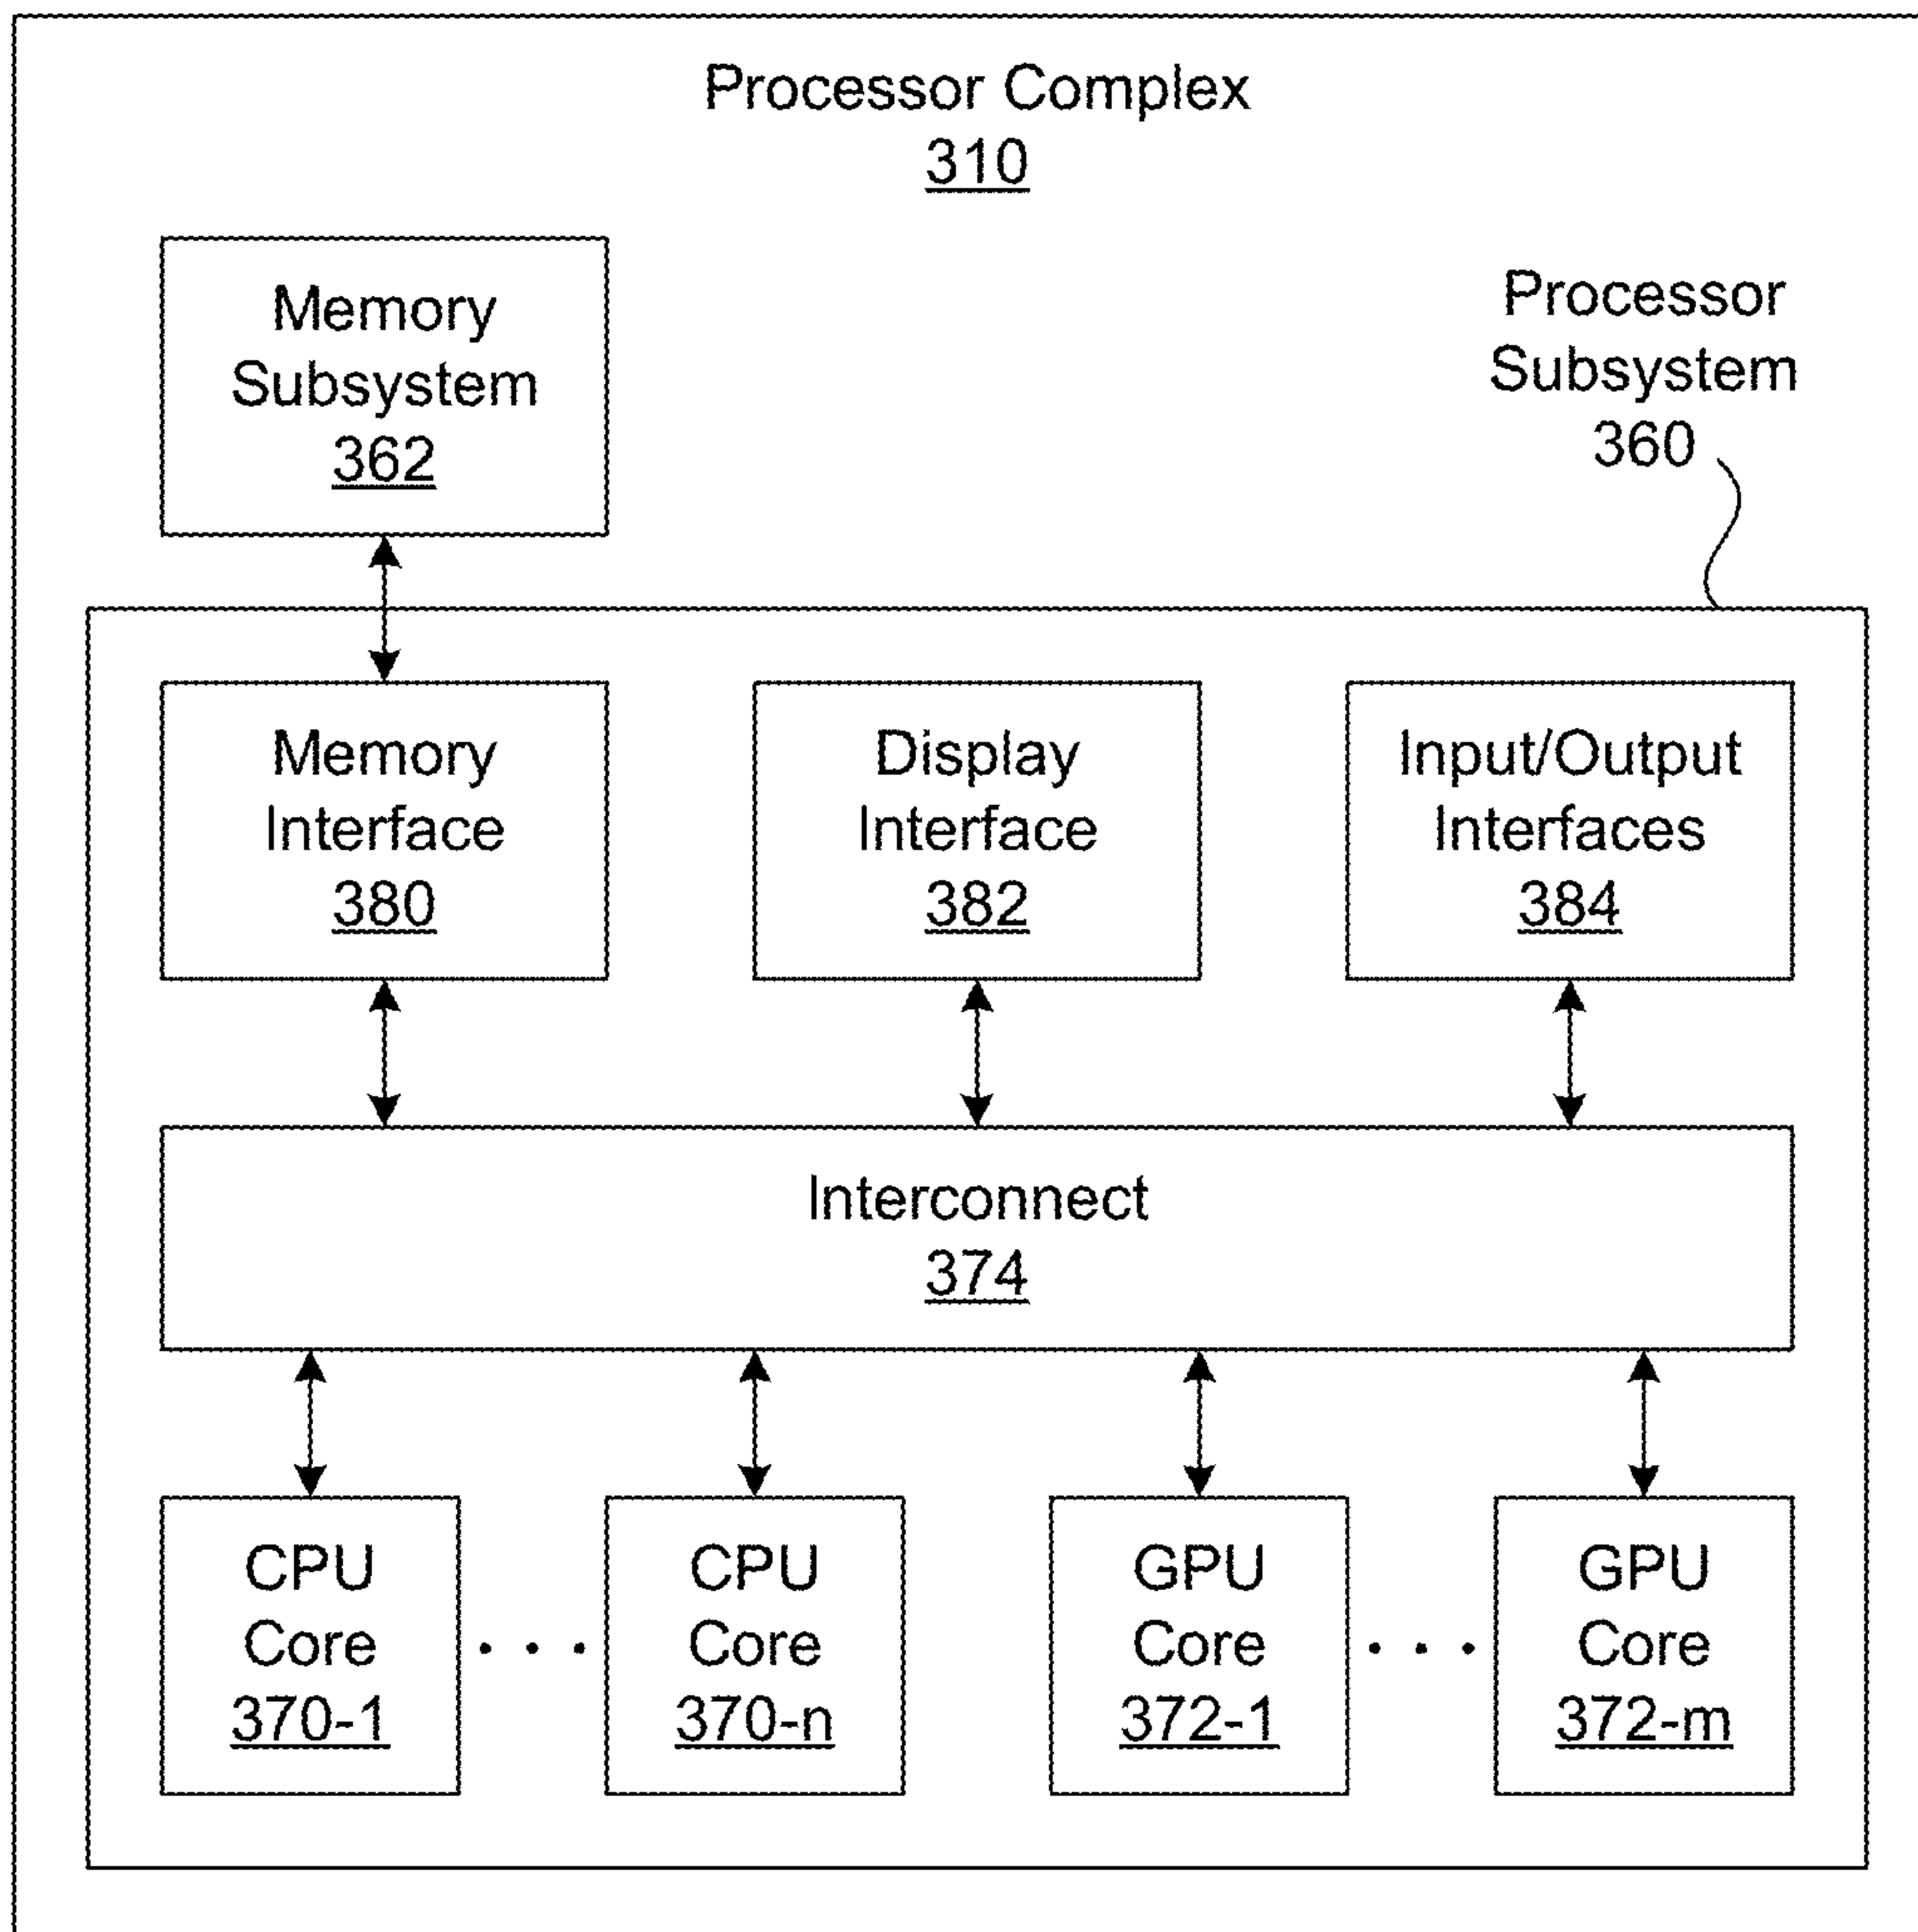 Processor Complex
310
Memory
Subsystem
362
Processor
Subsystem
360
Memory
Interface
380
Display
Interface
382
Input/Output
Interfaces
384
Interconnect
374
CPU
Core
370-1
. . .
CPU
Core
370-n
GPU
Core
372-1
. . .
GPU
Core
372-m